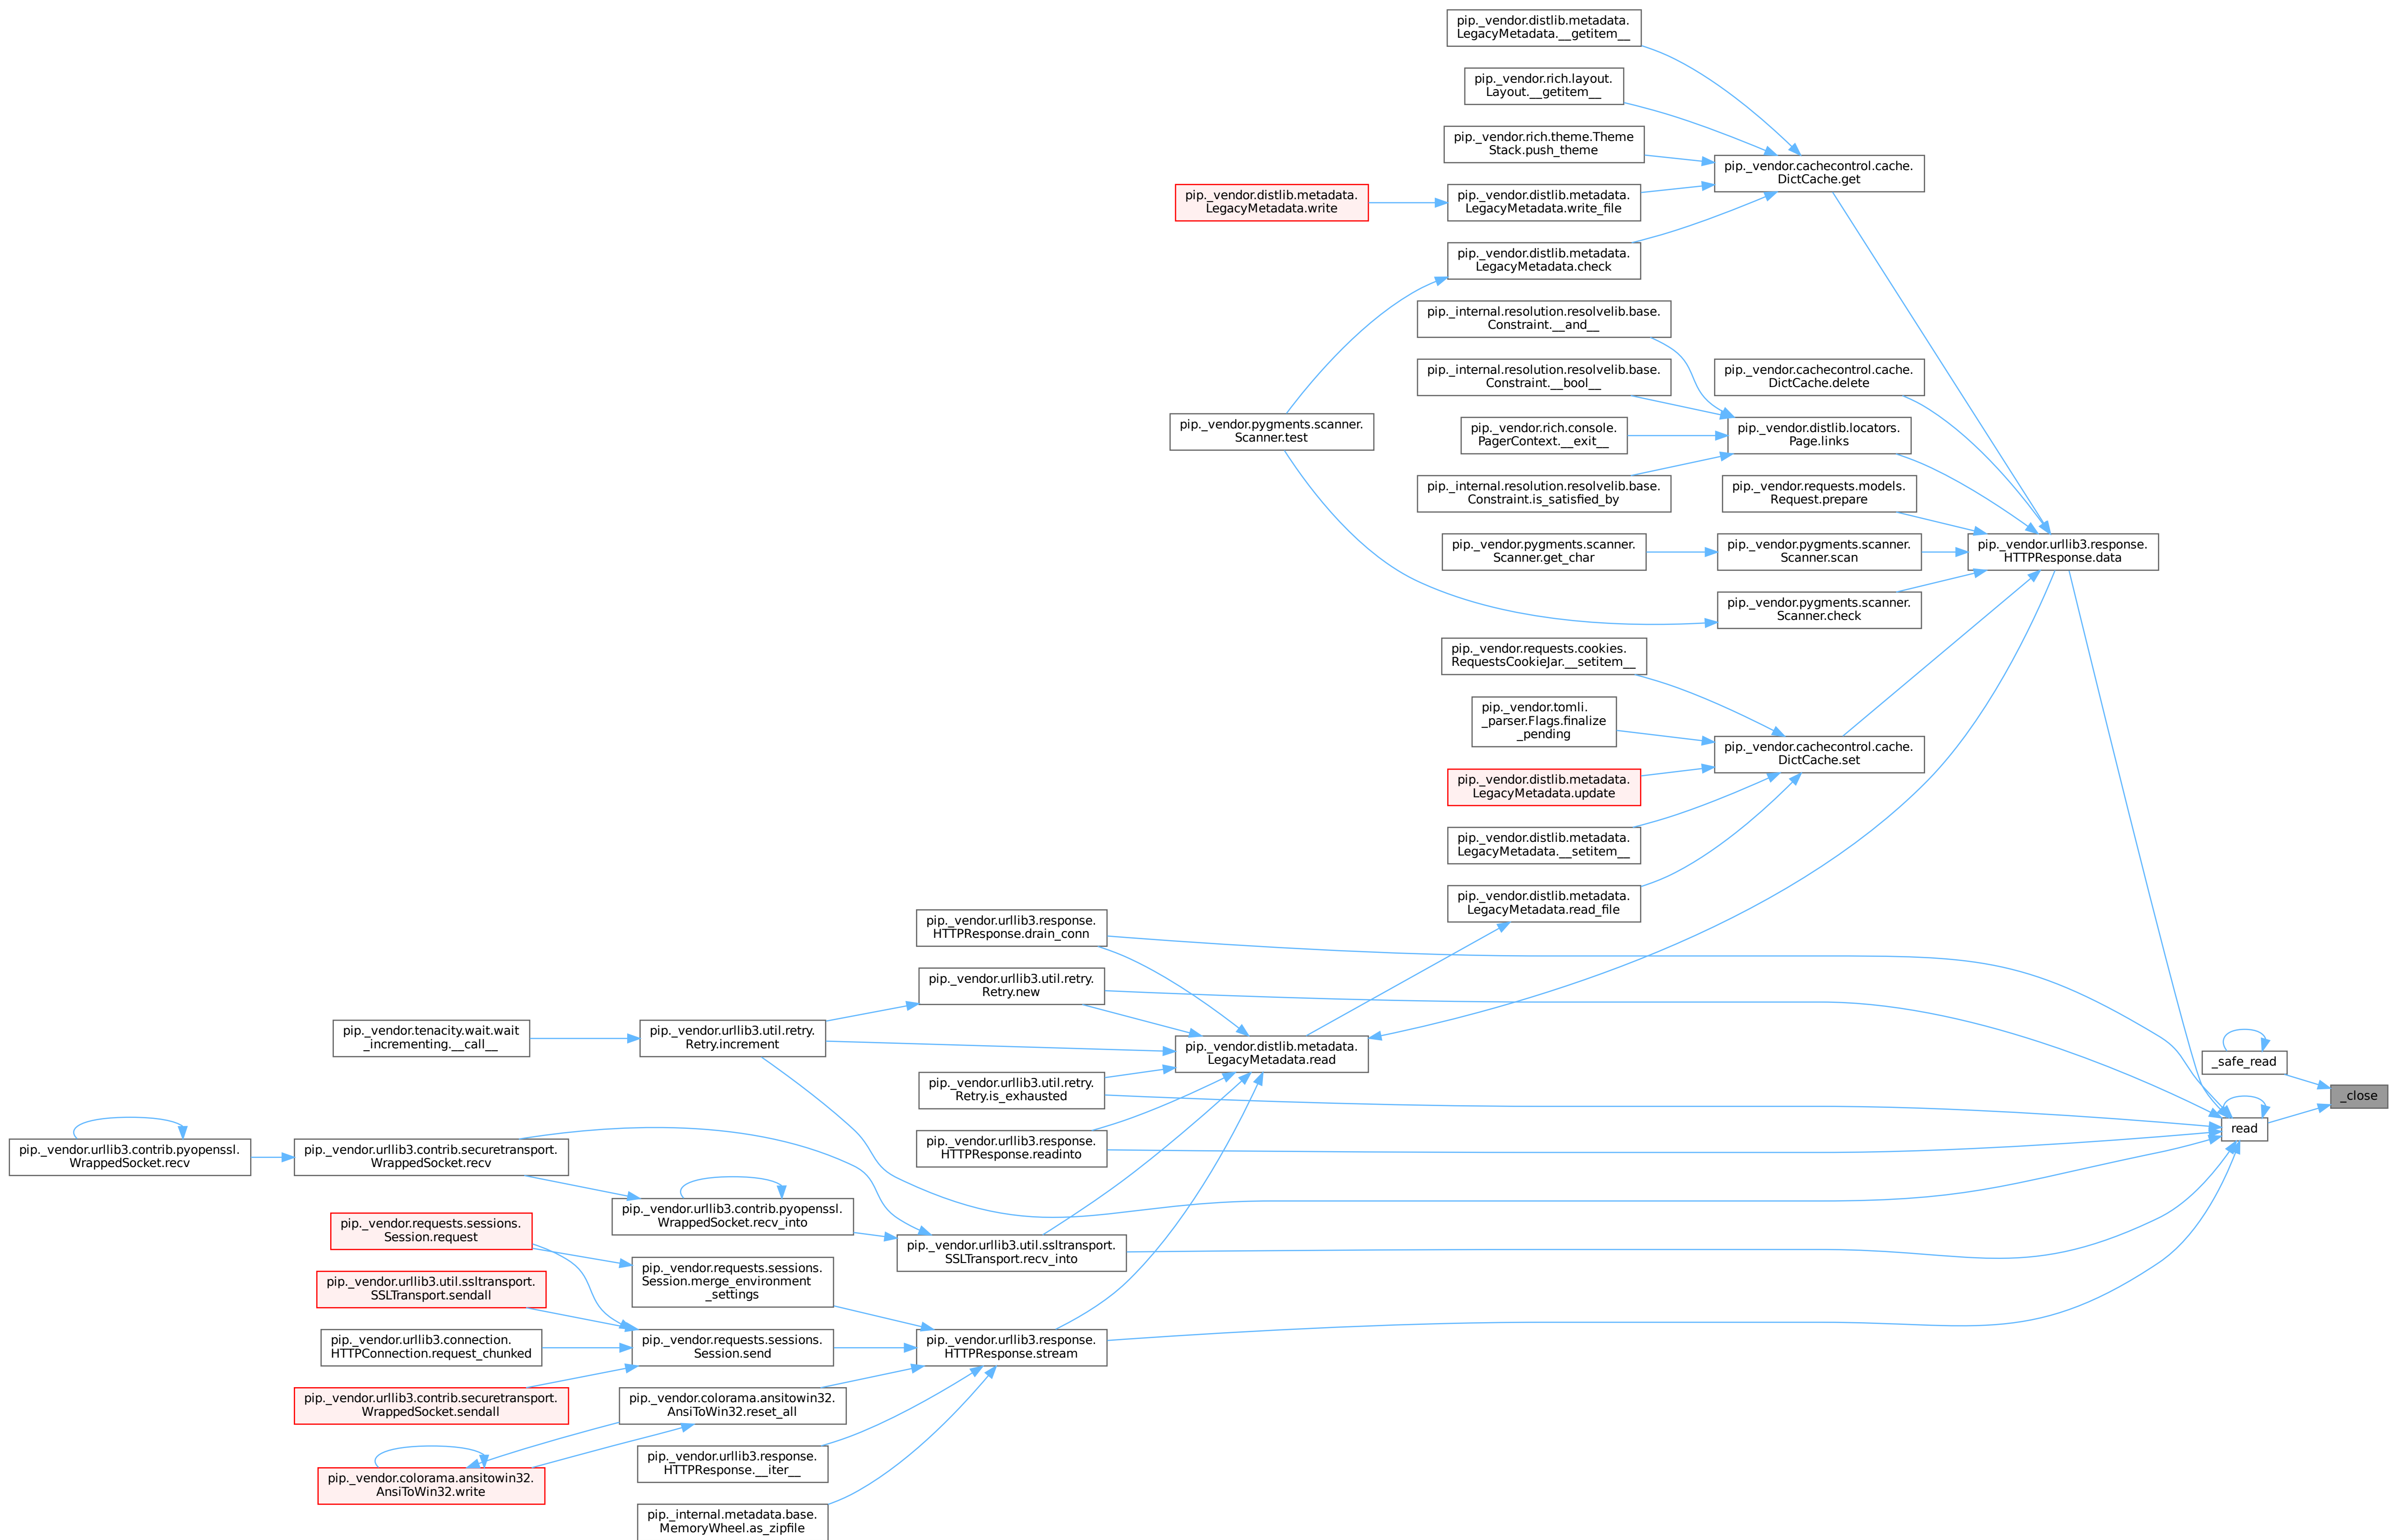 pip._vendor.distlib.metadata.
LegacyMetadata.__getitem__
pip._vendor.rich.layout.
Layout.__getitem__
pip._vendor.rich.theme.Theme
Stack.push_theme
pip._vendor.cachecontrol.cache.
DictCache.get
pip._vendor.distlib.metadata.
LegacyMetadata.write
pip._vendor.distlib.metadata.
LegacyMetadata.write_file
pip._vendor.distlib.metadata.
LegacyMetadata.check
pip._internal.resolution.resolvelib.base.
Constraint.__and__
pip._internal.resolution.resolvelib.base.
Constraint.__bool__
pip._vendor.cachecontrol.cache.
DictCache.delete
pip._vendor.pygments.scanner.
Scanner.test
pip._vendor.rich.console.
PagerContext.__exit__
pip._vendor.distlib.locators.
Page.links
pip._internal.resolution.resolvelib.base.
Constraint.is_satisfied_by
pip._vendor.requests.models.
Request.prepare
pip._vendor.pygments.scanner.
Scanner.get_char
pip._vendor.pygments.scanner.
Scanner.scan
pip._vendor.urllib3.response.
HTTPResponse.data
pip._vendor.pygments.scanner.
Scanner.check
pip._vendor.requests.cookies.
RequestsCookieJar.__setitem__
pip._vendor.tomli.
_parser.Flags.finalize
_pending
pip._vendor.cachecontrol.cache.
DictCache.set
pip._vendor.distlib.metadata.
LegacyMetadata.update
pip._vendor.distlib.metadata.
LegacyMetadata.__setitem__
pip._vendor.distlib.metadata.
LegacyMetadata.read_file
pip._vendor.urllib3.response.
HTTPResponse.drain_conn
pip._vendor.urllib3.util.retry.
Retry.new
pip._vendor.tenacity.wait.wait
_incrementing.__call__
pip._vendor.urllib3.util.retry.
Retry.increment
pip._vendor.distlib.metadata.
LegacyMetadata.read
_safe_read
_close
pip._vendor.urllib3.util.retry.
Retry.is_exhausted
read
pip._vendor.urllib3.response.
HTTPResponse.readinto
pip._vendor.urllib3.contrib.pyopenssl.
WrappedSocket.recv
pip._vendor.urllib3.contrib.securetransport.
WrappedSocket.recv
pip._vendor.urllib3.contrib.pyopenssl.
WrappedSocket.recv_into
pip._vendor.requests.sessions.
Session.request
pip._vendor.urllib3.util.ssltransport.
SSLTransport.recv_into
pip._vendor.requests.sessions.
Session.merge_environment
_settings
pip._vendor.urllib3.util.ssltransport.
SSLTransport.sendall
pip._vendor.urllib3.connection.
HTTPConnection.request_chunked
pip._vendor.requests.sessions.
Session.send
pip._vendor.urllib3.response.
HTTPResponse.stream
pip._vendor.urllib3.contrib.securetransport.
WrappedSocket.sendall
pip._vendor.colorama.ansitowin32.
AnsiToWin32.reset_all
pip._vendor.urllib3.response.
HTTPResponse.__iter__
pip._vendor.colorama.ansitowin32.
AnsiToWin32.write
pip._internal.metadata.base.
MemoryWheel.as_zipfile